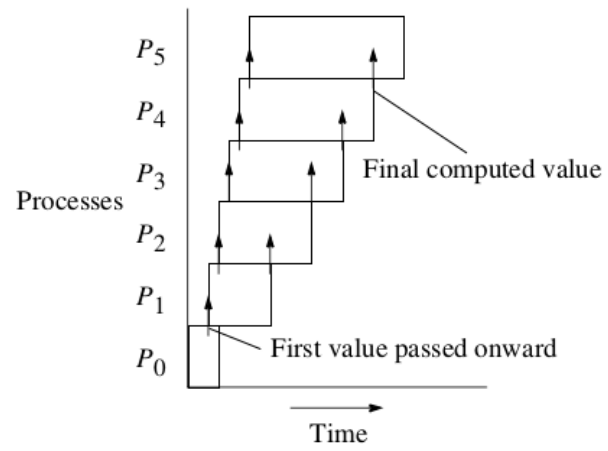 P5
P4
Final computed value
P3
Processes
P2
P1
First value passed onward
P0
Time